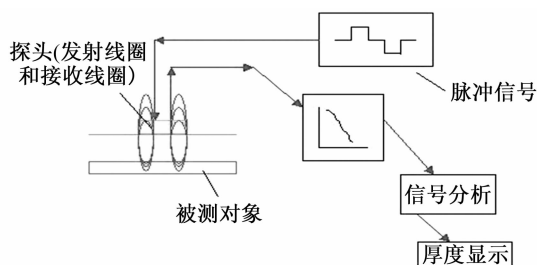 探头(发射线圈
和接收线圈)
脉冲信号
被测对象
信号分析
厚度显示